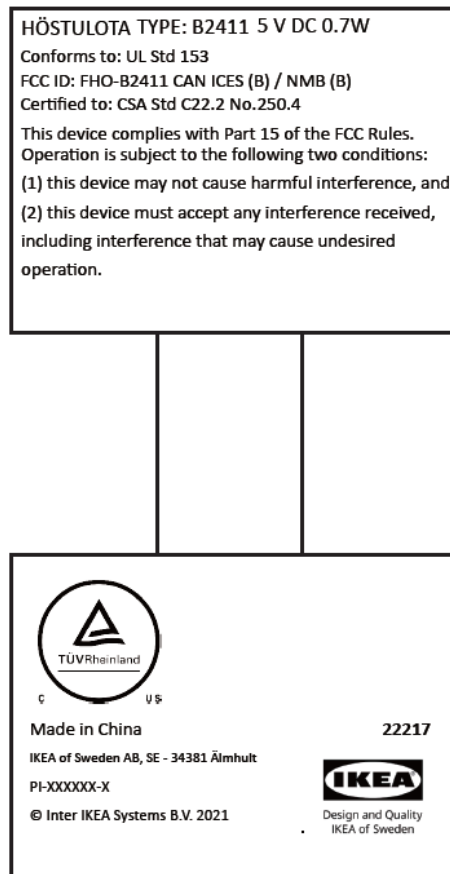 HÖSTULOTA TYPE: B2411 5 V DC 0.7W
Conforms to: UL Std 153
FCC ID: FHO-B2411 CAN ICES (B) / NMB (B)
Certified to: CSA Std C22.2 No.250.4
This device complies with Part 15 of the FCC Rules.
Operation is subject to the following two conditions:
(1) this device may not cause harmful interference, and
(2) this device must accept any interference received,
including interference that may cause undesired
operation.
TÜVRheinland
C US
Made in China
22217
IKEA of Sweden AB, SE - 34381 Älmhult
PI-XXXXXX-X
© Inter IKEA Systems B.V. 2021
IKEA
Design and Quality
IKEA of Sweden